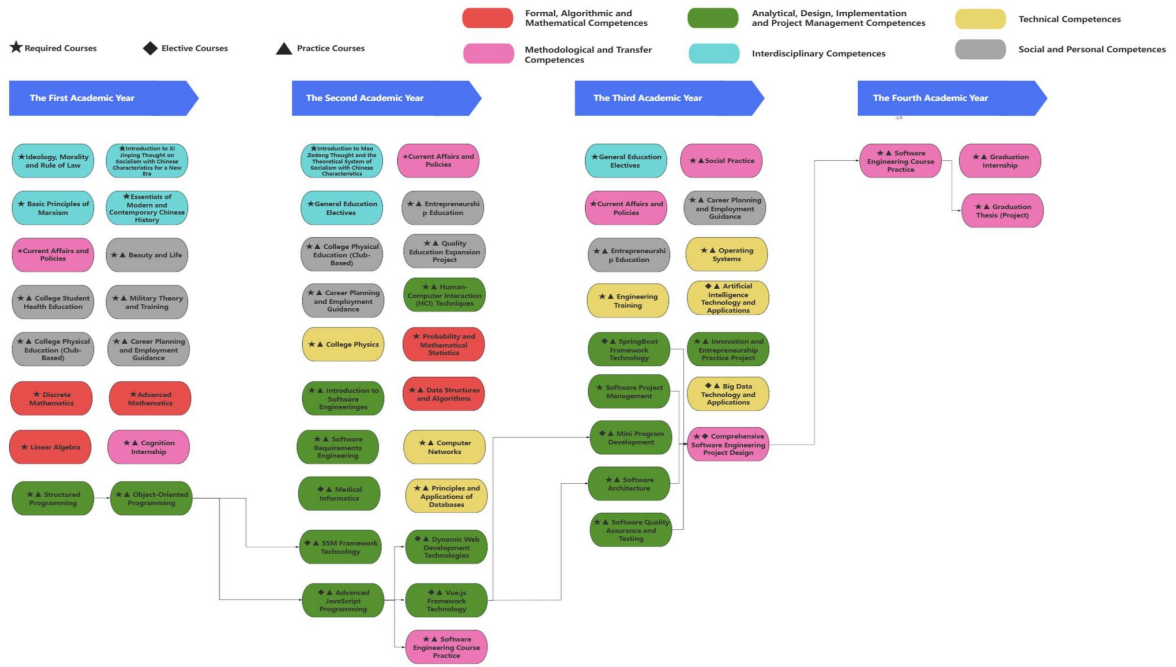 Formal, Algorithmic and
Mathematical Competences
Analytical, Design, Implementation
and Project Management Competences
Technical Competences
★ Required Courses
◆ Elective Courses
▲ Practice Courses
Methodological and Transfer
Competences
Interdisciplinary Competences
Social and Personal Competences
The First Academic Year
The Second Academic Year
The Third Academic Year
The Fourth Academic Year
★Ideology, Morality
and Rule of Law
★Introduction to Xi
Jinping Thought on
Socialism with Chinese
Characteristics for a New
Era
★ Basic Principles of
Marxism
★Essentials of
Modern and
Contemporary Chinese
History
★Current Affairs and
Policies
★▲ Beauty and Life
★▲ College Student
Health Education
★▲ Military Theory
and Training
★▲ College Physical
Education (Club-
Based)
★▲ Career Planning
and Employment
Guidance
★ Discrete
Mathematics
★Advanced
Mathematics
★ Linear Algebra
★▲ Cognition
Internship
★▲ Structured
Programming
★▲ Object-Oriented
Programming
★Introduction to Mao
Zedong Thought and the
Theoretical System of
Socialism with Chinese
Characteristics
★Current Affairs and
Policies
★General Education
Electives
★▲ Entrepreneurshi
p Education
★▲ College Physical
Education (Club-
Based)
★▲ Quality
Education Expansion
Project
★▲ Career Planning
and Employment
Guidance
★▲ Human-
Computer Interaction
(HCI) Techniques
★▲ College Physics
★ Probability and
Mathematical
Statistics
★▲ Introduction to
Software
Engineeringes
★▲ Data Structures
and Algorithms
★▲ Software
Requirements
Engineering
★▲ Computer
Networks
◆▲ Medical
Informatics
★▲ Principles and
Applications of
Databases
◆▲ SSM Framework
Technology
◆▲ Dynamic Web
Development
Technologies
◆▲ Advanced
JavaScript
Programming
◆▲ Vue.js
Framework
Technology
★▲ Software
Engineering Course
Practice
★General Education
Electives
★▲Social Practice
★Current Affairs and
Policies
★▲ Career Planning
and Employment
Guidance
★▲ Entrepreneurshi
p Education
★▲ Operating
Systems
★▲ Engineering
Training
◆▲ Artificial
Intelligence
Technology and
Applications
◆▲ SpringBoot
Framework
Technology
★▲ Innovation and
Entrepreneurship
Practice Project
★ Software Project
Management
◆▲ Big Data
Technology and
Applications
◆▲ Mini Program
Development
★◆ Comprehensive
Software Engineering
Project Design
★▲ Software
Architecture
★▲ Software Quality
Assurance and
Testing
★▲ Software
Engineering Course
Practice
★▲ Graduation
Internship
★▲ Graduation
Thesis (Project)